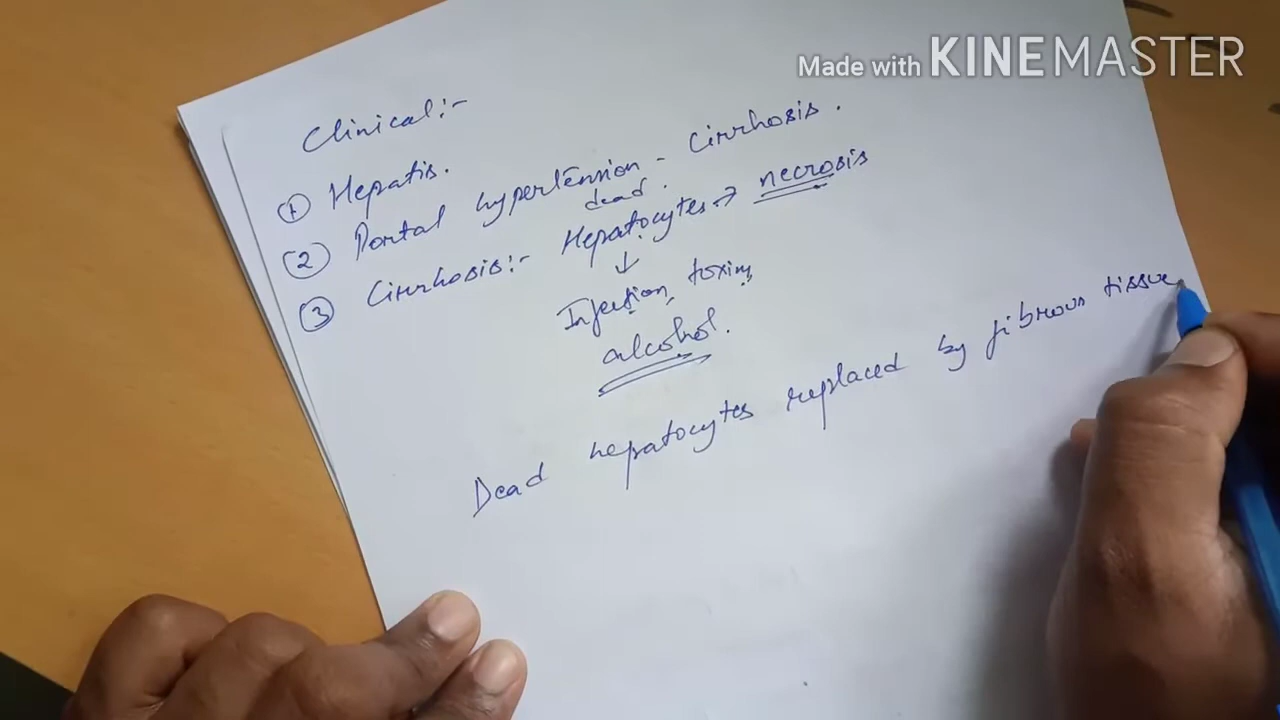 Made with KINEMASTER
Clinical:-
① Hepatis.
② Portal hypertension - Cirrhosis.
dead.
③ Cirrhosis:- Hepatocytes → necrosis
↓
Infection, toxins,
alcohol.
Dead hepatocytes replaced by fibrous tissue